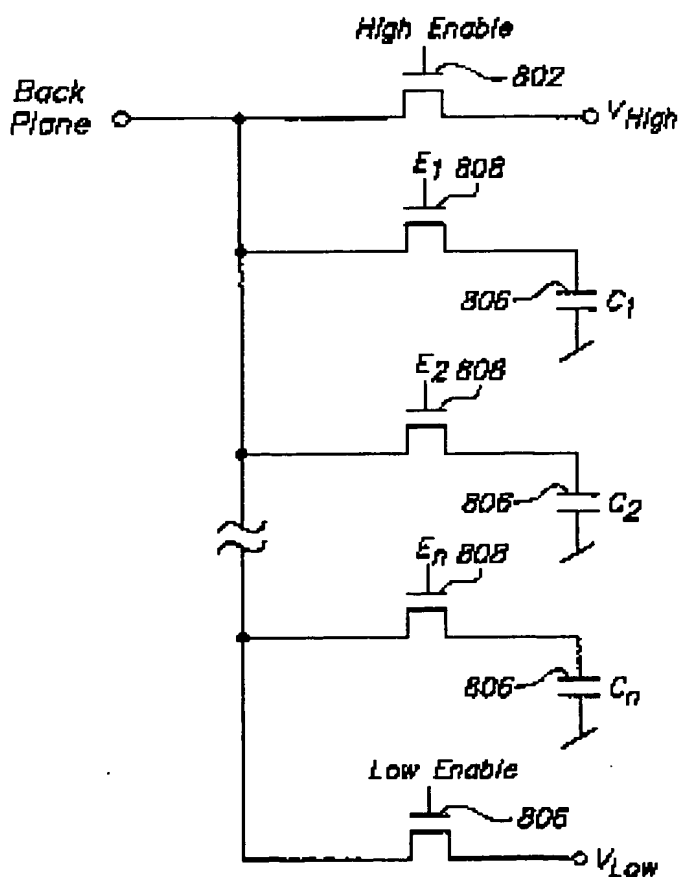 High Enable
802
Back
Plane
VHigh
E1 808
806 C1
E2 808
806 C2
En 808
806 Cn
Low Enable
806
VLow